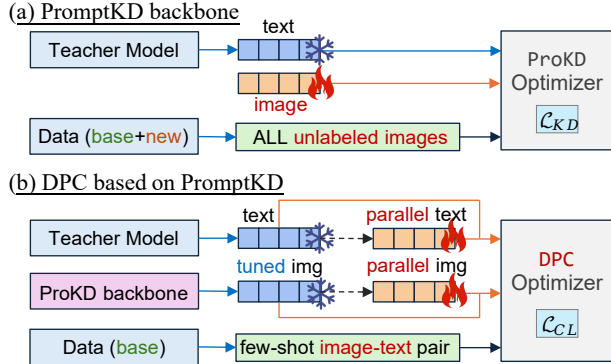 (a) PromptKD backbone
text
Teacher Model
image
ProKD
Optimizer
ℒKD
Data (base+new)
ALL unlabeled images
(b) DPC based on PromptKD
text
parallel text
Teacher Model
tuned img
parallel img
ProKD backbone
DPC
Optimizer
ℒCL
Data (base)
few-shot image-text pair